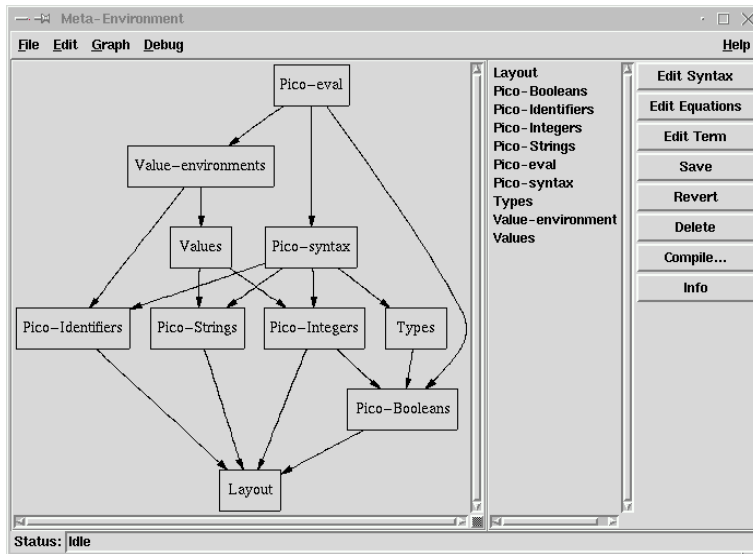 Meta-Environment
File Edit Graph Debug Help
Pico-eval
Value-environments
Values
Pico-syntax
Pico-Identifiers
Pico-Strings
Pico-Integers
Types
Pico-Booleans
Layout
Layout
Pico-Booleans
Pico-Identifiers
Pico-Integers
Pico-Strings
Pico-eval
Pico-syntax
Types
Value-environment
Values
Edit Syntax
Edit Equations
Edit Term
Save
Revert
Delete
Compile...
Info
Status: Idle